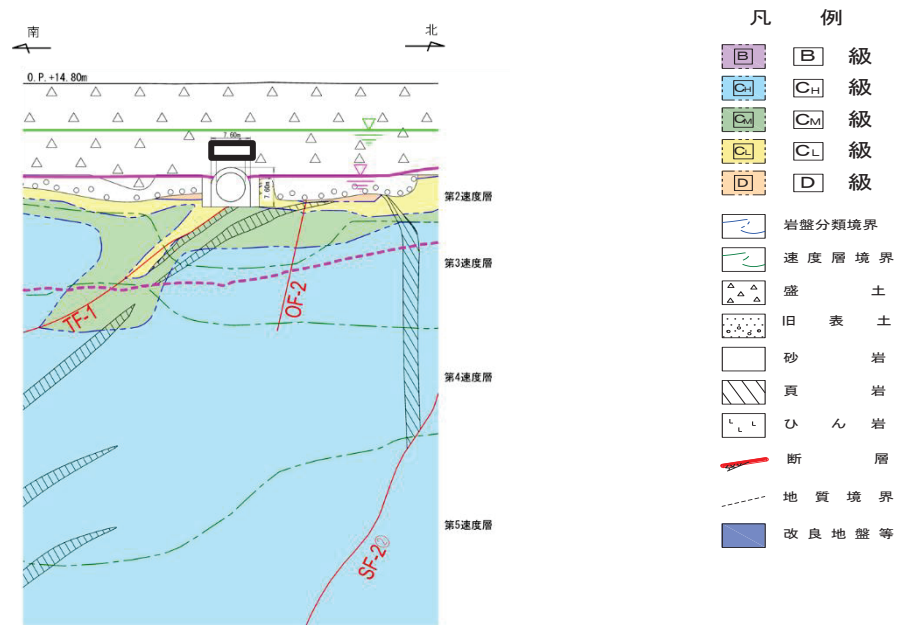 南
北
O.P.+14.80m
7.60m
7.60m
第2速度層
第3速度層
第4速度層
第5速度層
TF-1
OF-2
SF-2②
凡 例
B B 級
CH CH 級
CM CM 級
CL CL 級
D D 級
岩盤分類境界
速度層境界
盛 土
旧 表 土
砂 岩
頁 岩
ひ ん 岩
断 層
地 質 境 界
改 良 地 盤 等